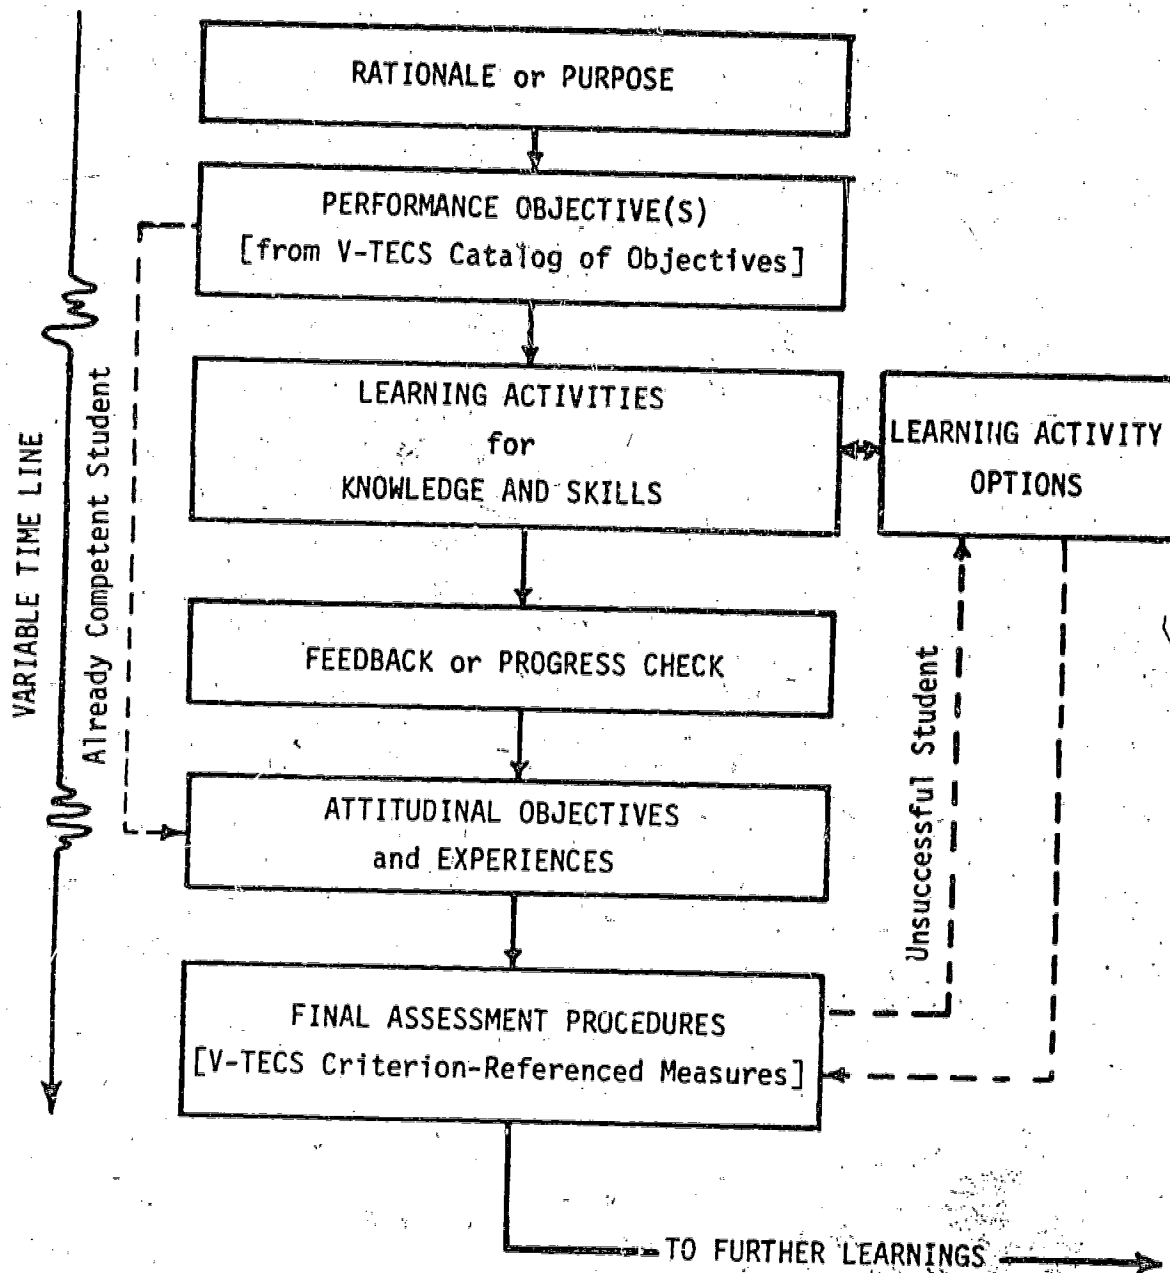 RATIONALE or PURPOSE
PERFORMANCE OBJECTIVE(S)
[from V-TECS Catalog of Objectives]
LEARNING ACTIVITIES
for
KNOWLEDGE AND SKILLS
LEARNING ACTIVITY
OPTIONS
VARIABLE TIME LINE
Already Competent Student
FEEDBACK or PROGRESS CHECK
Unsuccessful Student
ATTITUDINAL OBJECTIVES
and EXPERIENCES
FINAL ASSESSMENT PROCEDURES
[V-TECS Criterion-Referenced Measures]
TO FURTHER LEARNINGS